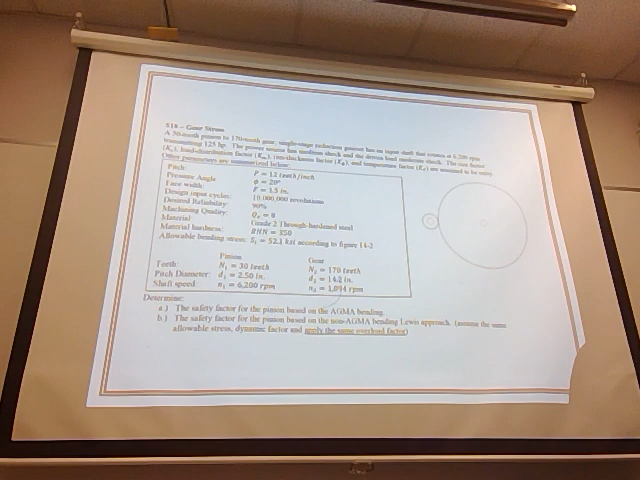 S18 – Gear Stress
A 30-tooth pinion to 170-tooth gear, single-stage reduction gearset has an input shaft that rotates at 6,200 rpm
transmitting 125 hp. The power source has medium shock and the driven load moderate shock. The size factor
(Kₛ), load-distribution factor (Kₘ), rim-thickness factor (K_B), and temperature factor (K_T) are assumed to be unity.
Other parameters are summarized below:
Pitch: P = 12 teeth/inch
Pressure Angle φ = 20°
Face width: F = 1.5 in.
Design input cycles: 10,000,000 revolutions
Desired Reliability: 90%
Machining Quality: Qᵥ = 8
Material Grade 2 Through-hardened steel
Material hardness: BHN = 350
Allowable bending stress: Sₜ = 52.1 ksi according to figure 14-2
Pinion Gear
Teeth: N₁ = 30 teeth N₂ = 170 teeth
Pitch Diameter: d₁ = 2.50 in. d₂ = 14.2 in.
Shaft speed: n₁ = 6,200 rpm n₂ = 1,094 rpm
Determine:
a.) The safety factor for the pinion based on the AGMA bending.
b.) The safety factor for the pinion based on the non-AGMA bending Lewis approach. (assume the same
allowable stress, dynamic factor and apply the same overload factor)